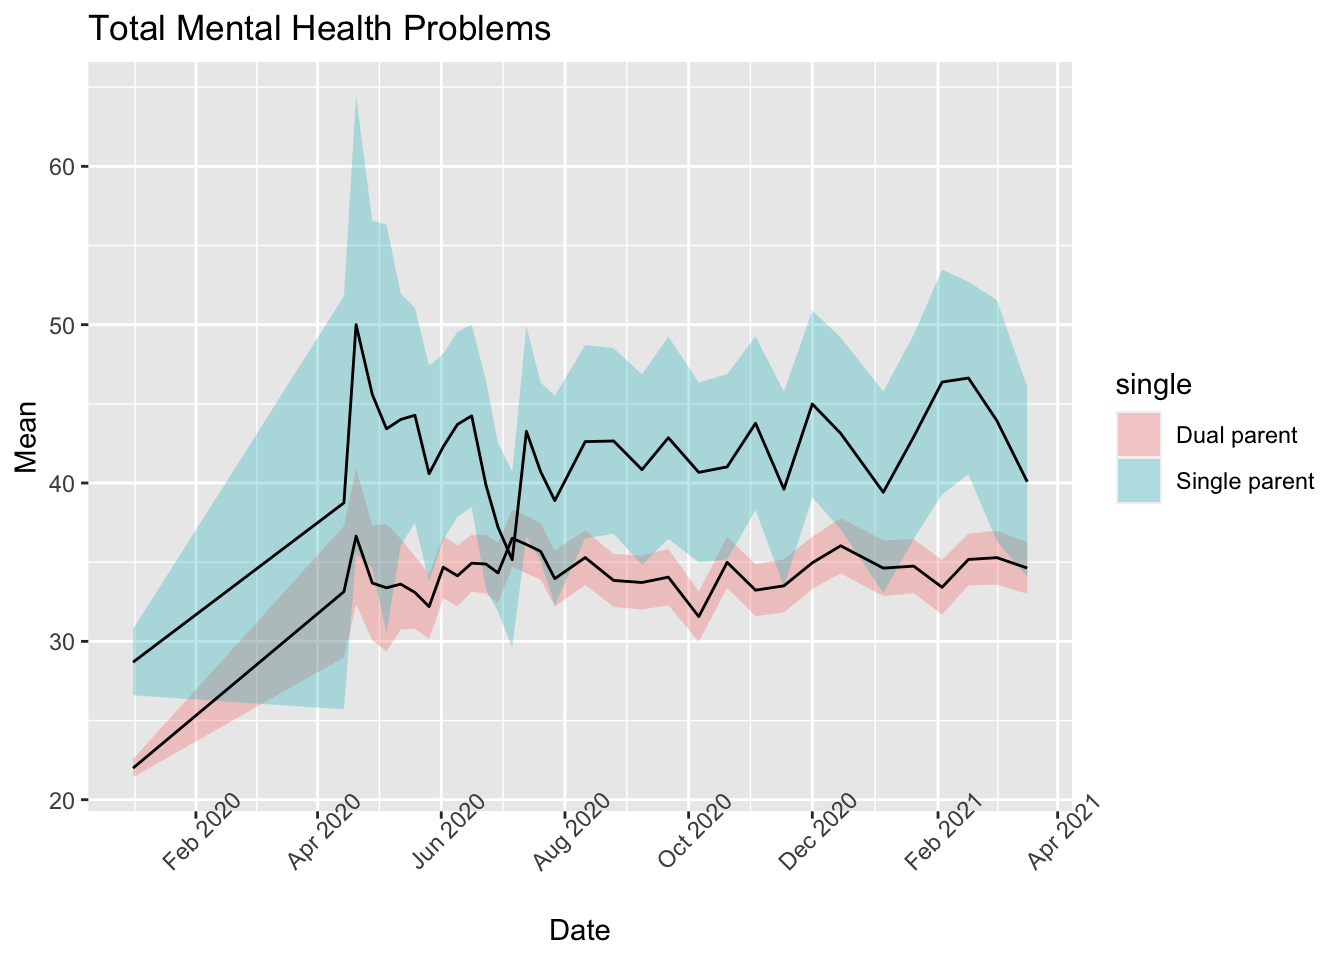 Total Mental Health Problems
Mean
60
50
40
30
20
Feb 2020
Apr 2020
Jun 2020
Aug 2020
Oct 2020
Dec 2020
Feb 2021
Apr 2021
Date
single
Dual parent
Single parent